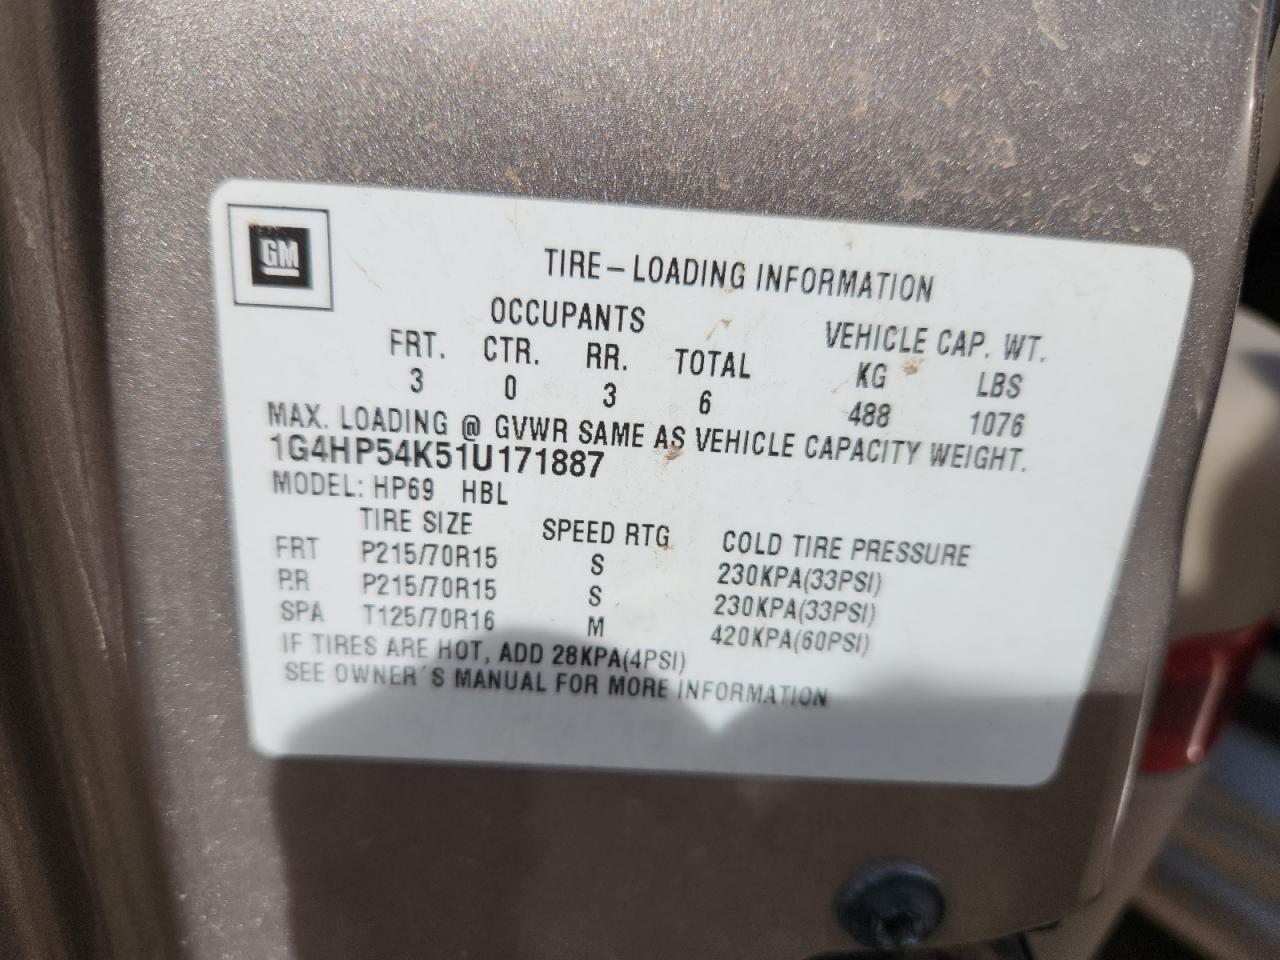 GM
TIRE-LOADING INFORMATION
OCCUPANTS VEHICLE CAP. WT.
FRT. CTR. RR. TOTAL KG LBS
3 0 3 6 488 1076
MAX. LOADING @ GVWR SAME AS VEHICLE CAPACITY WEIGHT.
1G4HP54K51U171887
MODEL: HP69 HBL
TIRE SIZE SPEED RTG COLD TIRE PRESSURE
FRT P215/70R15 S 230KPA(33PSI)
RR P215/70R15 S 230KPA(33PSI)
SPA T125/70R16 M 420KPA(60PSI)
IF TIRES ARE HOT, ADD 28KPA(4PSI)
SEE OWNER'S MANUAL FOR MORE INFORMATION